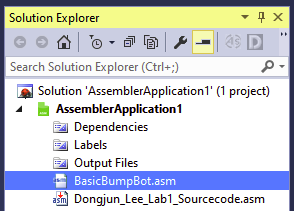 Solution Explorer
Search Solution Explorer (Ctrl+;)
Solution 'AssemblerApplication1' (1 project)
AssemblerApplication1
Dependencies
Labels
Output Files
BasicBumpBot.asm
Dongjun_Lee_Lab1_Sourcecode.asm